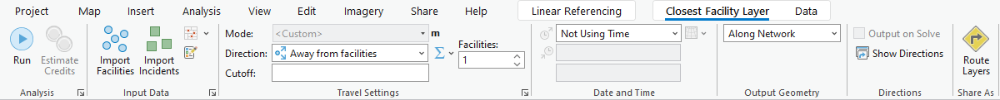 Project Map Insert Analysis View Edit Imagery Share Help Linear Referencing Closest Facility Layer Data
Run
Estimate
Credits
Analysis
Import
Facilities
Import
Incidents
Input Data
Mode: <Custom> m
Direction: Away from facilities
Cutoff:
Facilities:
1
Travel Settings
Not Using Time
Date and Time
Along Network
Output Geometry
Output on Solve
Show Directions
Directions
Route
Layers
Share As